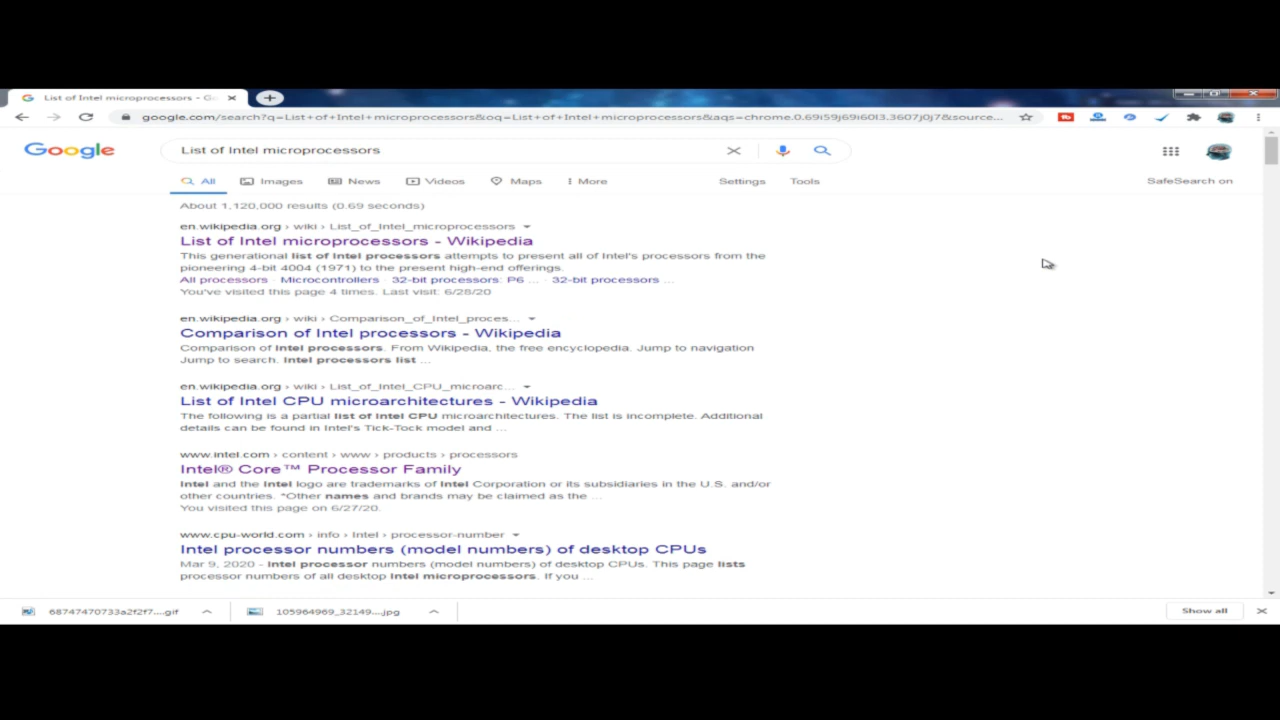 List of Intel microprocessors - Go
google.com/search?q=List+of+Intel+microprocessors&oq=List+of+Intel+microprocessors&aqs=chrome.0.69i59j69i60l3.3607j0j7&source...
Google
List of Intel microprocessors
All Images News Videos Maps More Settings Tools
SafeSearch on
About 1,120,000 results (0.69 seconds)
en.wikipedia.org › wiki › List_of_Intel_microprocessors
List of Intel microprocessors - Wikipedia
This generational list of Intel processors attempts to present all of Intel's processors from the
pioneering 4-bit 4004 (1971) to the present high-end offerings.
All processors · Microcontrollers · 32-bit processors: P6 ... · 32-bit processors ...
You've visited this page 4 times. Last visit: 6/28/20
en.wikipedia.org › wiki › Comparison_of_Intel_proces...
Comparison of Intel processors - Wikipedia
Comparison of Intel processors. From Wikipedia, the free encyclopedia. Jump to navigation
Jump to search. Intel processors list ...
en.wikipedia.org › wiki › List_of_Intel_CPU_microarc...
List of Intel CPU microarchitectures - Wikipedia
The following is a partial list of Intel CPU microarchitectures. The list is incomplete. Additional
details can be found in Intel's Tick-Tock model and ...
www.intel.com › content › www › products › processors
Intel® Core™ Processor Family
Intel and the Intel logo are trademarks of Intel Corporation or its subsidiaries in the U.S. and/or
other countries. *Other names and brands may be claimed as the ...
You visited this page on 6/27/20.
www.cpu-world.com › info › Intel › processor-number
Intel processor numbers (model numbers) of desktop CPUs
Mar 9, 2020 - Intel processor numbers (model numbers) of desktop CPUs. This page lists
processor numbers of all desktop Intel microprocessors. If you ...
68747470733a2f2f7....gif
105964969_32149....jpg
Show all